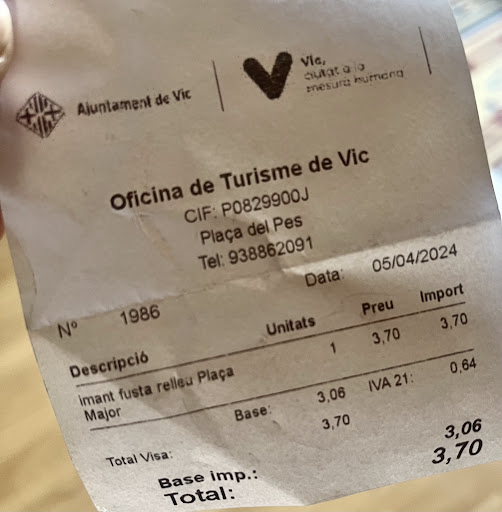 Ajuntament de Vic
Vic,
ciutat a la
mesura humana
Oficina de Turisme de Vic
CIF: P0829900J
Plaça del Pes
Tel: 938862091
Data: 05/04/2024
Nº 1986
Descripció Unitats Preu Import
imant fusta relleu Plaça 1 3,70 3,70
Major
Base: 3,06 IVA 21: 0,64
Total Visa: 3,70
Base imp.: 3,06
Total: 3,70